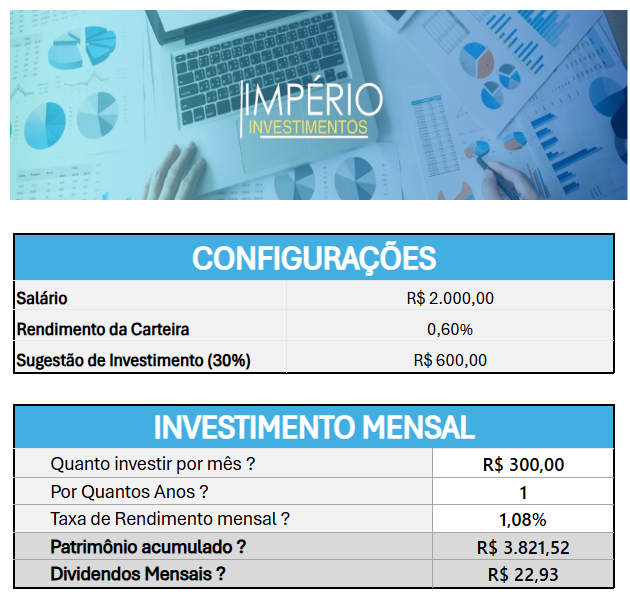 IMPÉRIO
INVESTIMENTOS
CONFIGURAÇÕES
Salário R$ 2.000,00
Rendimento da Carteira 0,60%
Sugestão de Investimento (30%) R$ 600,00
INVESTIMENTO MENSAL
Quanto investir por mês ? R$ 300,00
Por Quantos Anos ? 1
Taxa de Rendimento mensal ? 1,08%
Patrimônio acumulado ? R$ 3.821,52
Dividendos Mensais ? R$ 22,93